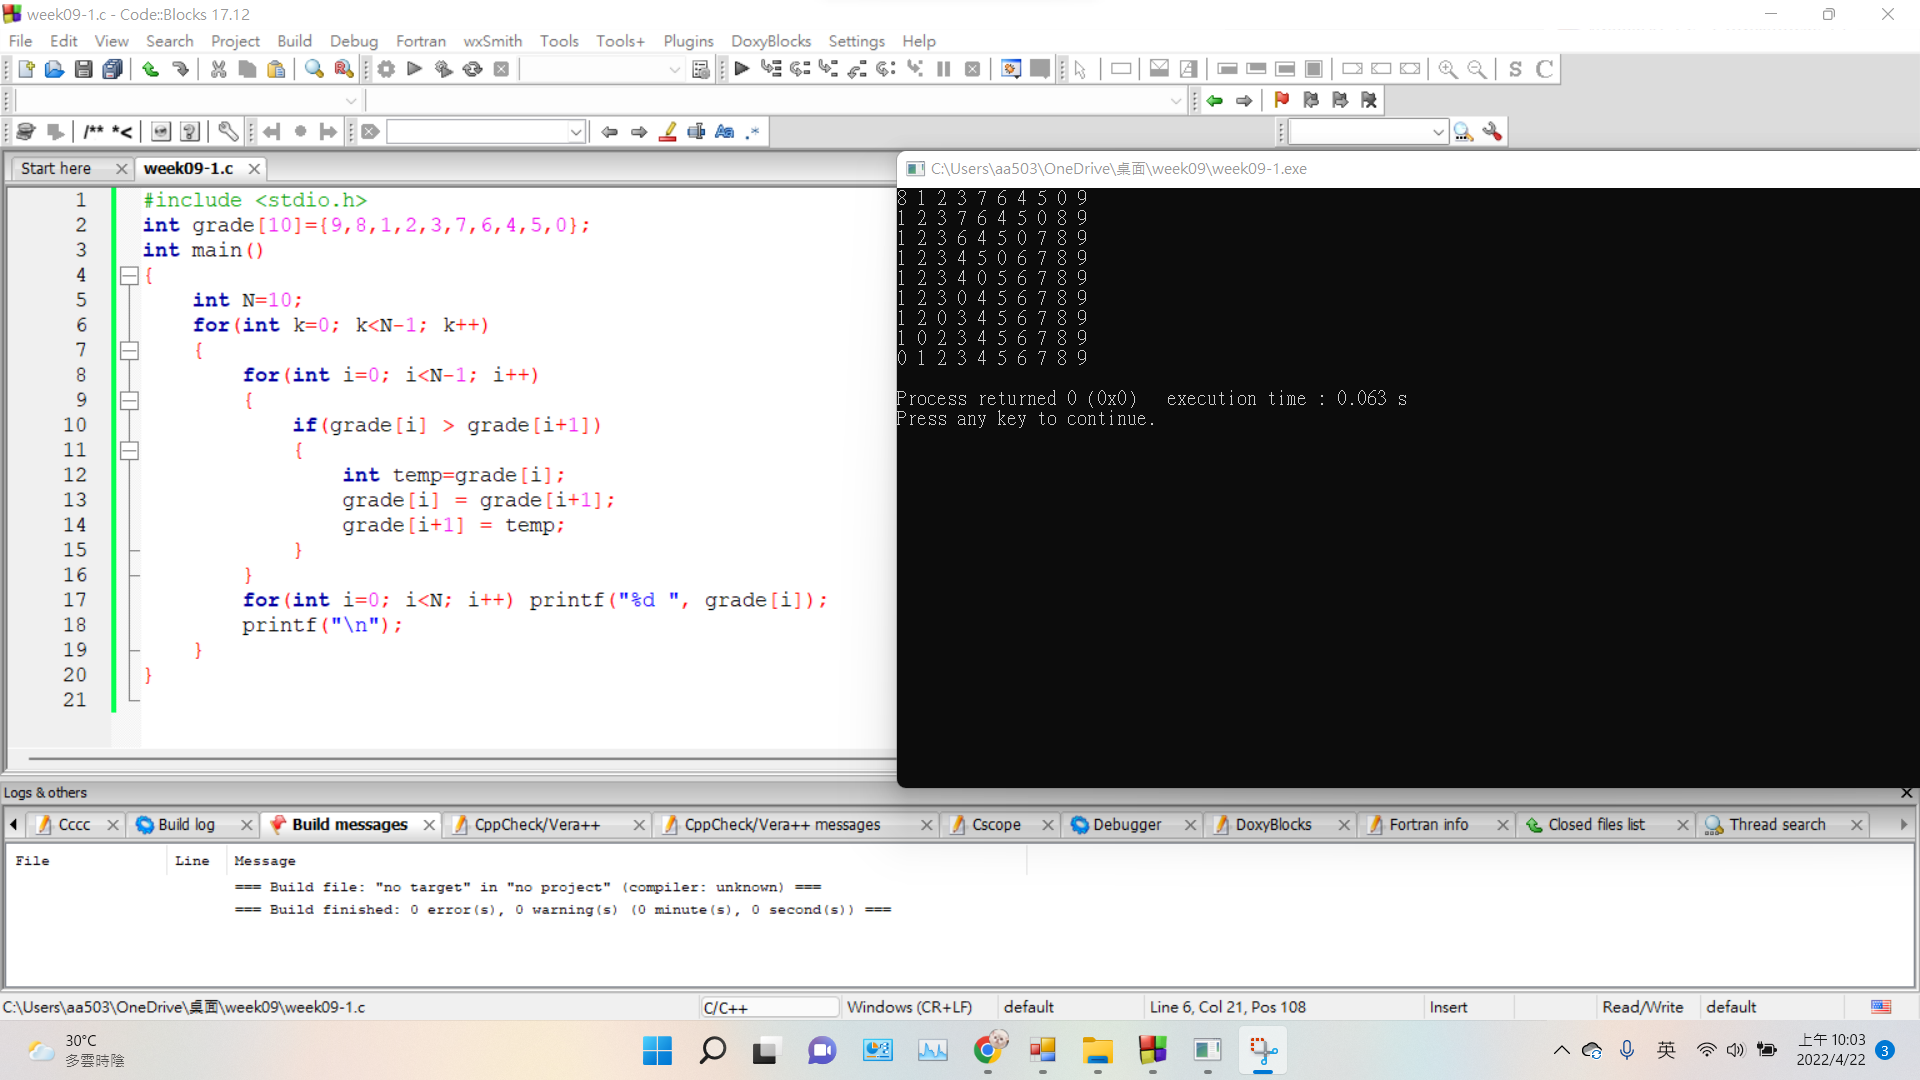 week09-1.c - Code::Blocks 17.12
File Edit View Search Project Build Debug Fortran wxSmith Tools Tools+ Plugins DoxyBlocks Settings Help
/** *<
S C
Start here
week09-1.c
1 #include <stdio.h>
2 int grade[10]={9,8,1,2,3,7,6,4,5,0};
3 int main()
4 {
5 int N=10;
6 for(int k=0; k<N-1; k++)
7 {
8 for(int i=0; i<N-1; i++)
9 {
10 if(grade[i] > grade[i+1])
11 {
12 int temp=grade[i];
13 grade[i] = grade[i+1];
14 grade[i+1] = temp;
15 }
16 }
17 for(int i=0; i<N; i++) printf("%d ", grade[i]);
18 printf("\n");
19 }
20 }
21
C:\Users\aa503\OneDrive\桌面\week09\week09-1.exe
8 1 2 3 7 6 4 5 0 9
1 2 3 7 6 4 5 0 8 9
1 2 3 6 4 5 0 7 8 9
1 2 3 4 5 0 6 7 8 9
1 2 3 4 0 5 6 7 8 9
1 2 3 0 4 5 6 7 8 9
1 2 0 3 4 5 6 7 8 9
1 0 2 3 4 5 6 7 8 9
0 1 2 3 4 5 6 7 8 9
Process returned 0 (0x0) execution time : 0.063 s
Press any key to continue.
Logs & others
Cccc Build log Build messages CppCheck/Vera++ CppCheck/Vera++ messages Cscope Debugger DoxyBlocks Fortran info Closed files list Thread search
File Line Message
=== Build file: "no target" in "no project" (compiler: unknown) ===
=== Build finished: 0 error(s), 0 warning(s) (0 minute(s), 0 second(s)) ===
C:\Users\aa503\OneDrive\桌面\week09\week09-1.c C/C++ Windows (CR+LF) default Line 6, Col 21, Pos 108 Insert Read/Write default
30°C
多雲時陰
英
上午 10:03
2022/4/22
3